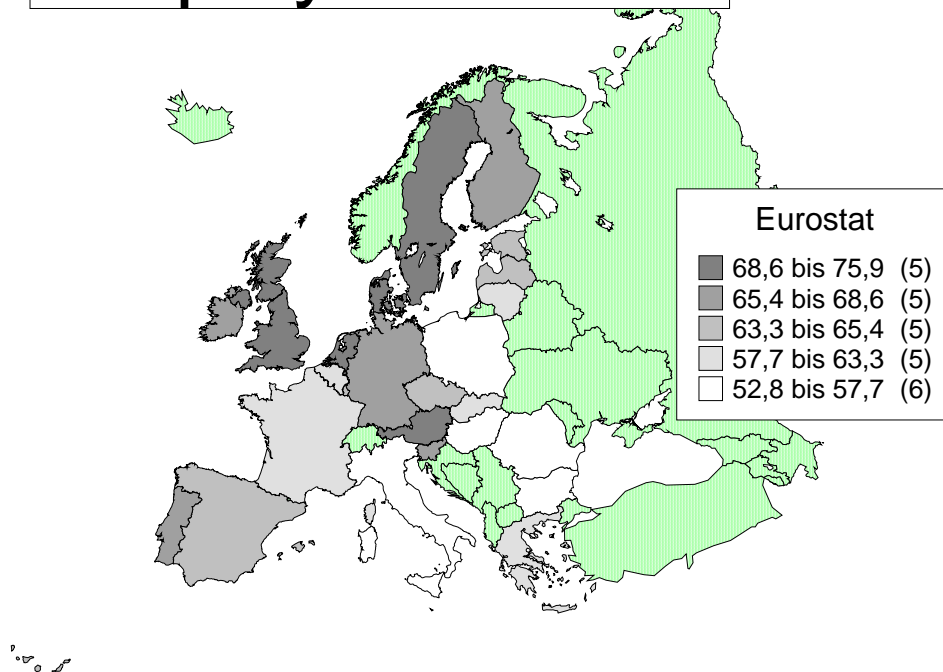 Eurostat
68,6 bis 75,9 (5)
65,4 bis 68,6 (5)
63,3 bis 65,4 (5)
57,7 bis 63,3 (5)
52,8 bis 57,7 (6)